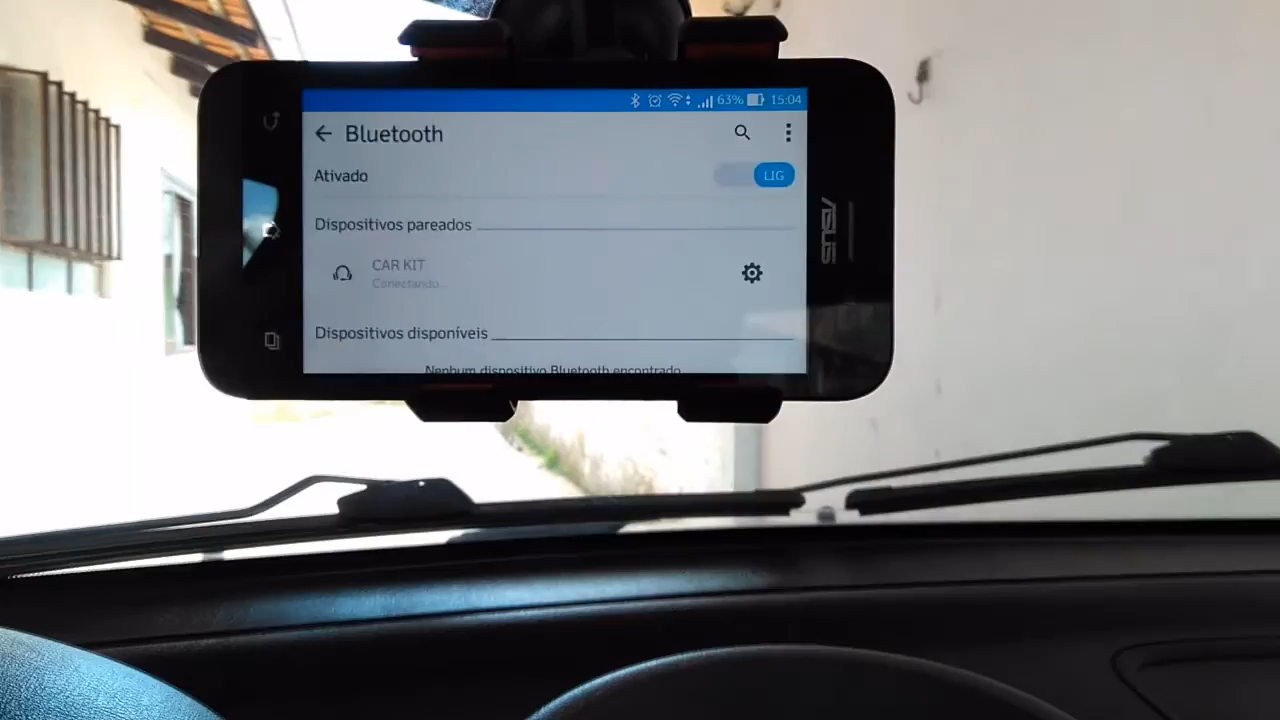 63% 15:04
Bluetooth
Ativado LIG
Dispositivos pareados
CAR KIT
Conectando...
Dispositivos disponíveis
Nenhum dispositivo Bluetooth encontrado
ASUS